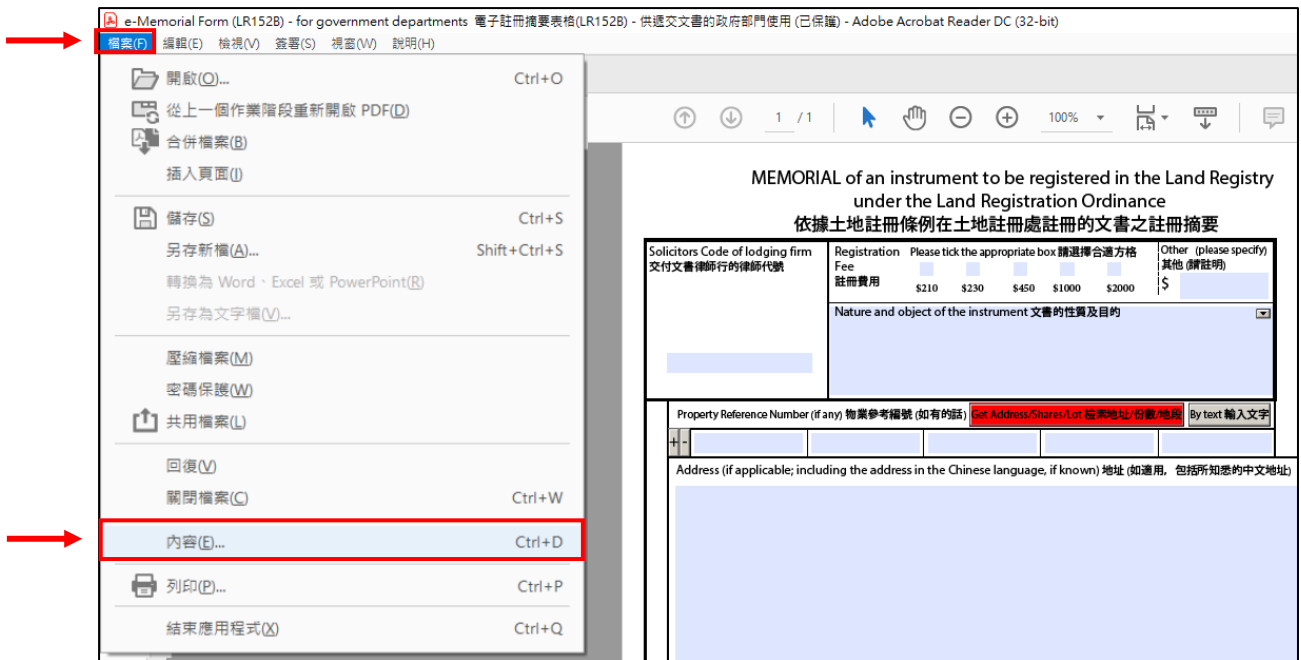 e-Memorial Form (LR152B) - for government departments 電子註冊摘要表格(LR152B) - 供遞交文書的政府部門使用 (已保護) - Adobe Acrobat Reader DC (32-bit)
檔案(F) 編輯(E) 檢視(V) 簽署(S) 視窗(W) 說明(H)
開啟(O)... Ctrl+O
從上一個作業階段重新開啟 PDF(D)
合併檔案(B)
插入頁面(I)
儲存(S) Ctrl+S
另存新檔(A)... Shift+Ctrl+S
轉換為 Word、Excel 或 PowerPoint(R)
另存為文字檔(V)...
壓縮檔案(M)
密碼保護(W)
共用檔案(L)
回復(V)
關閉檔案(C) Ctrl+W
內容(E)... Ctrl+D
列印(P)... Ctrl+P
結束應用程式(X) Ctrl+Q
1 / 1 100%
MEMORIAL of an instrument to be registered in the Land Registry
under the Land Registration Ordinance
依據土地註冊條例在土地註冊處註冊的文書之註冊摘要
Solicitors Code of lodging firm
交付文書律師行的律師代號
Registration Please tick the appropriate box 請選擇合適方格
Fee
註冊費用
$210 $230 $450 $1000 $2000
Other (please specify)
其他 (請註明)
$
Nature and object of the instrument 文書的性質及目的
Property Reference Number (if any) 物業參考編號 (如有的話) Get Address/Shares/Lot 檢索地址/份數/地段 By text 輸入文字
+ -
Address (if applicable; including the address in the Chinese language, if known) 地址 (如適用，包括所知悉的中文地址)